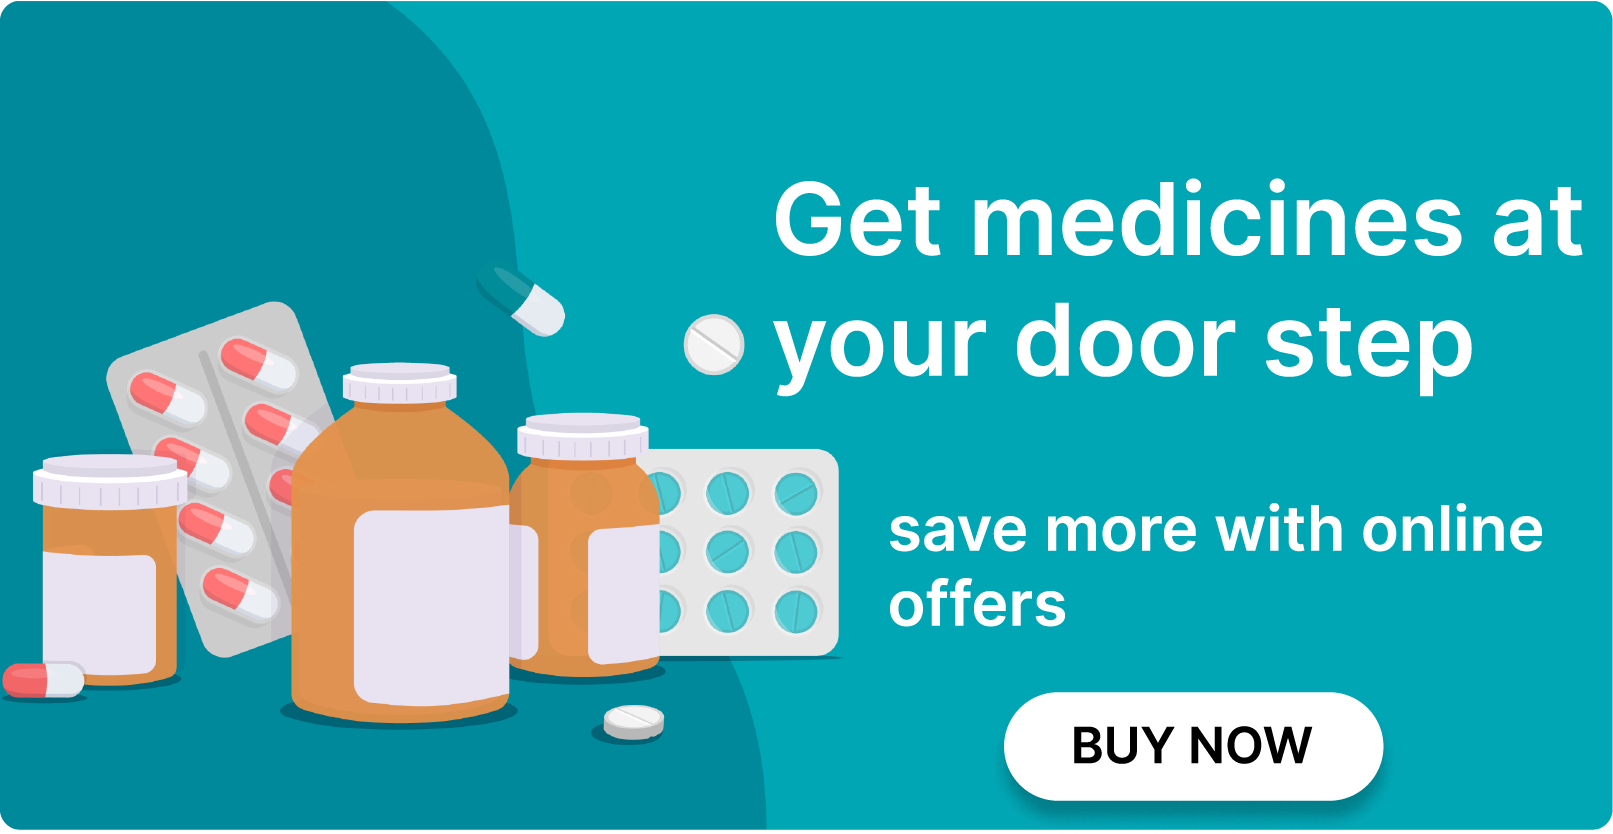 Get medicines at
your door step
save more with online
offers
BUY NOW